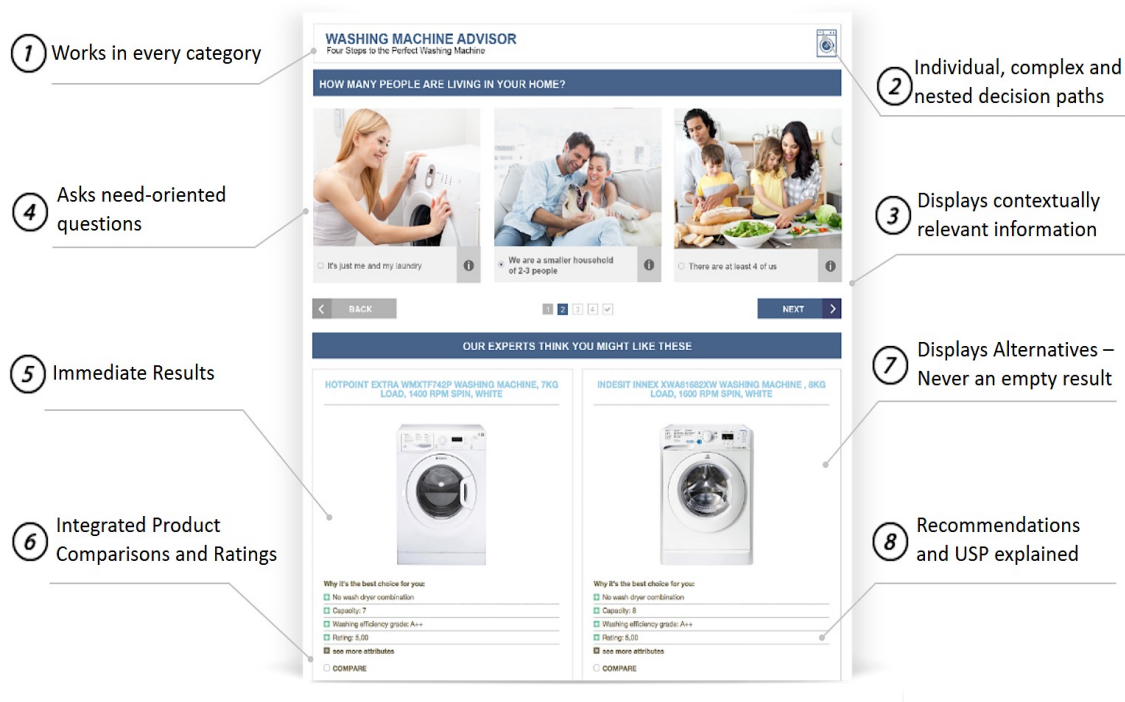 1 Works in every category
WASHING MACHINE ADVISOR
Four Steps to the Perfect Washing Machine
2 Individual, complex and
nested decision paths
HOW MANY PEOPLE ARE LIVING IN YOUR HOME?
4 Asks need-oriented
questions
3 Displays contextually
relevant information
It's just me and my laundry
We are a smaller household
of 2-3 people
There are at least 4 of us
BACK
1 2 3 4
NEXT
OUR EXPERTS THINK YOU MIGHT LIKE THESE
5 Immediate Results
7 Displays Alternatives –
Never an empty result
HOTPOINT EXTRA WMXTF742P WASHING MACHINE, 7KG
LOAD, 1400 RPM SPIN, WHITE
INDESIT INNEX XWA81682XW WASHING MACHINE , 8KG
LOAD, 1600 RPM SPIN, WHITE
6 Integrated Product
Comparisons and Ratings
8 Recommendations
and USP explained
Why it's the best choice for you:
No wash dryer combination
Capacity: 7
Washing efficiency grade: A++
Rating: 5,00
see more attributes
COMPARE
Why it's the best choice for you:
No wash dryer combination
Capacity: 8
Washing efficiency grade: A++
Rating: 5,00
see more attributes
COMPARE